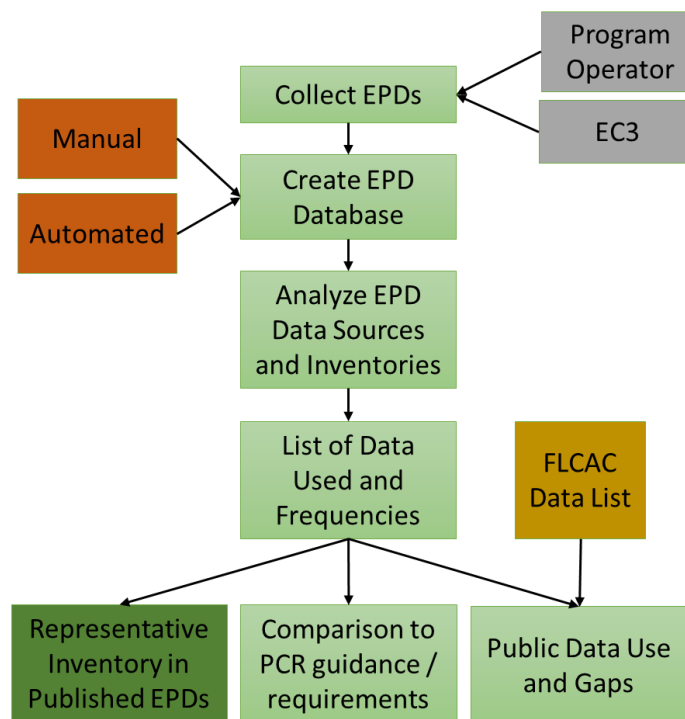 Program
Operator
Collect EPDs
EC3
Manual
Create EPD
Database
Automated
Analyze EPD
Data Sources
and Inventories
List of Data
Used and
Frequencies
FLCAC
Data List
Representative
Inventory in
Published EPDs
Comparison to
PCR guidance /
requirements
Public Data Use
and Gaps